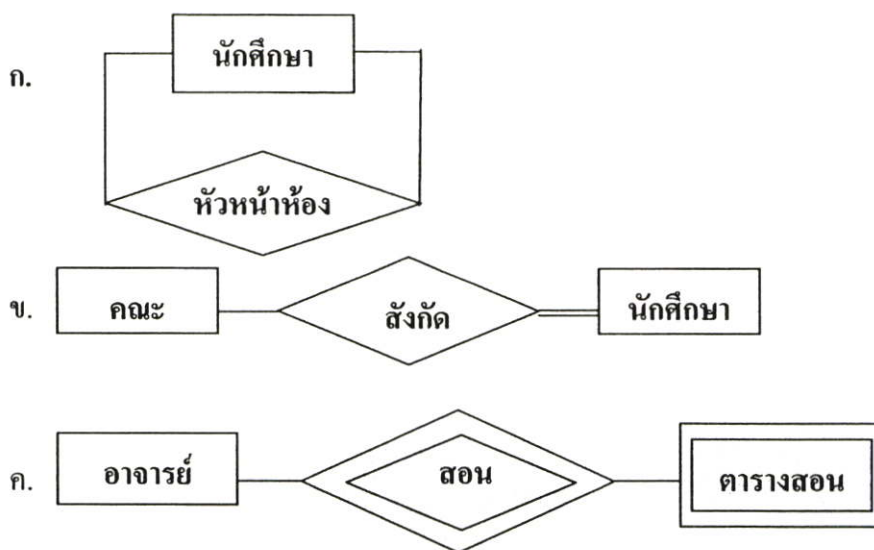 นักศึกษา
ก.
หัวหน้าห้อง
ข. คณะ สังกัด นักศึกษา
ค. อาจารย์ สอน ตารางสอน